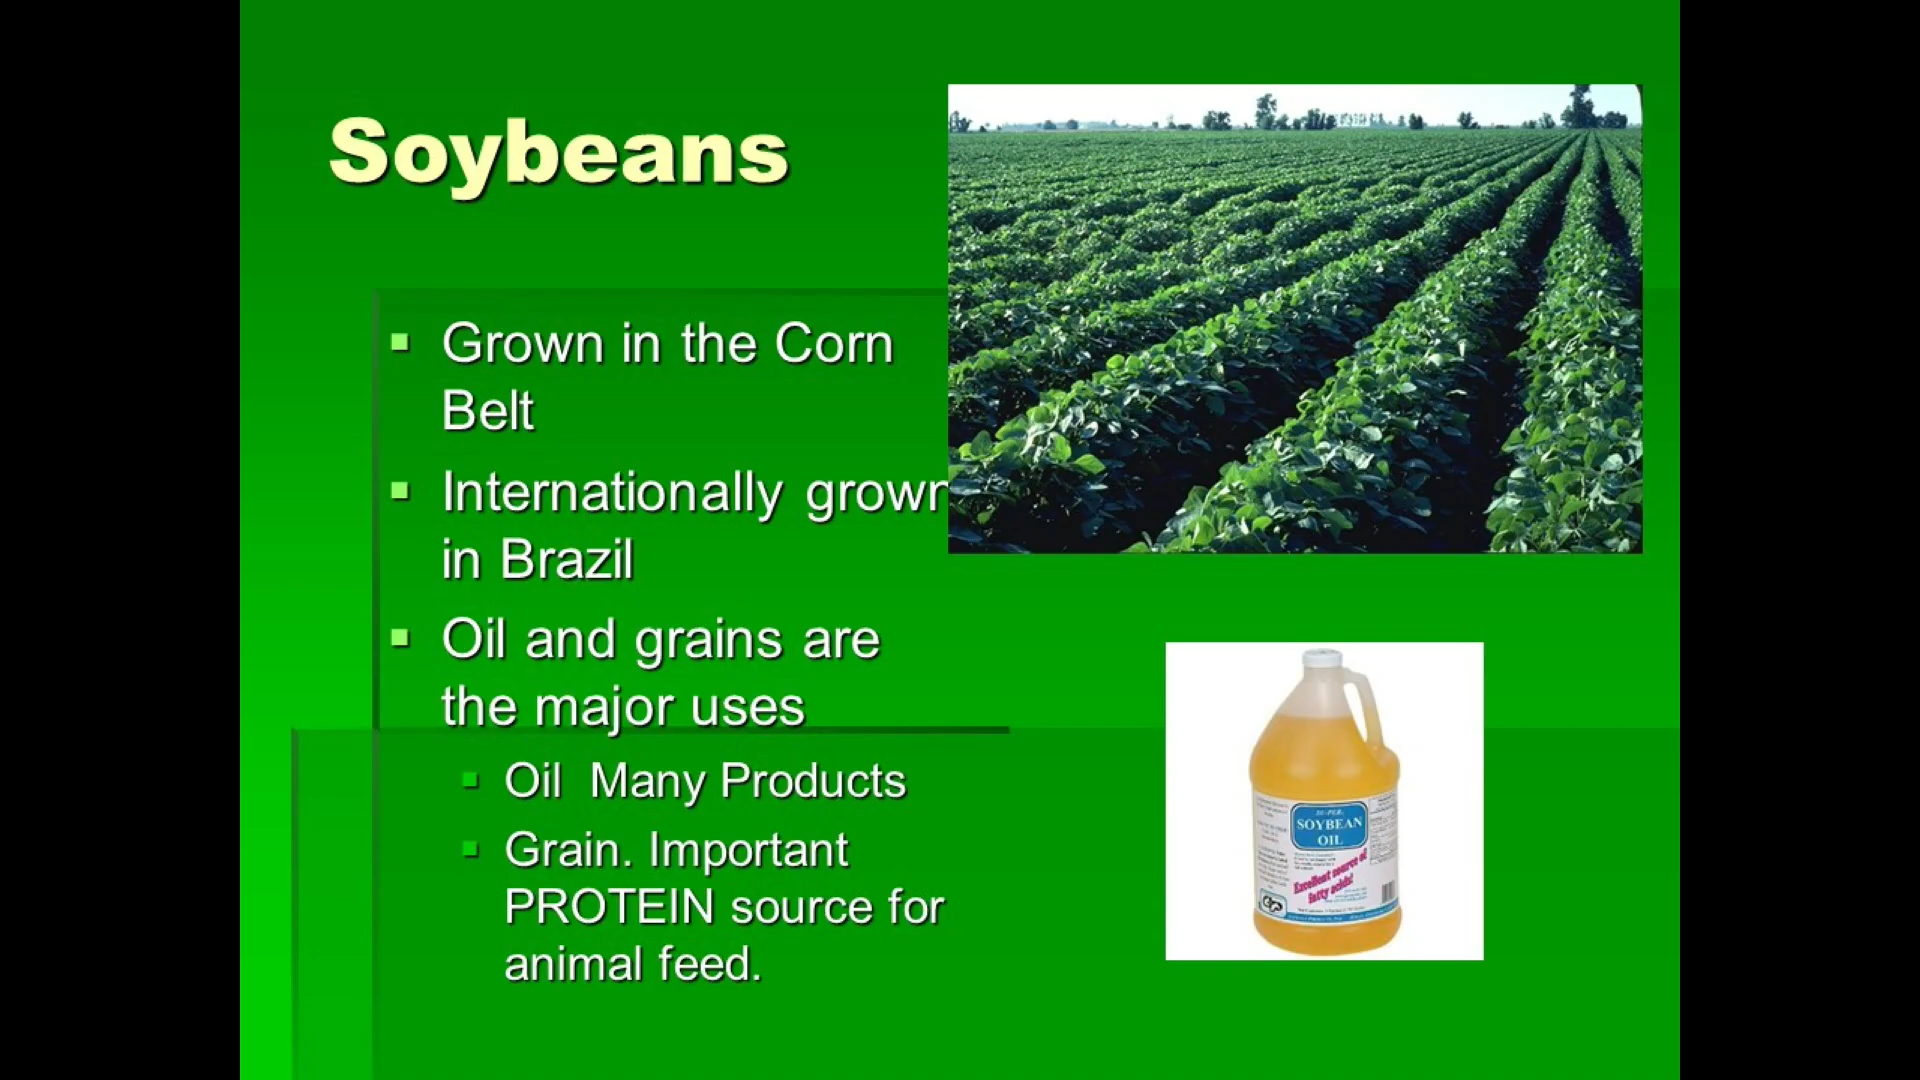 Soybeans
Grown in the Corn
Belt
Internationally grown
in Brazil
Oil and grains are
the major uses
Oil Many Products
Grain. Important
PROTEIN source for
animal feed.
SOYBEAN
OIL
Excellent source of
fatty acids!